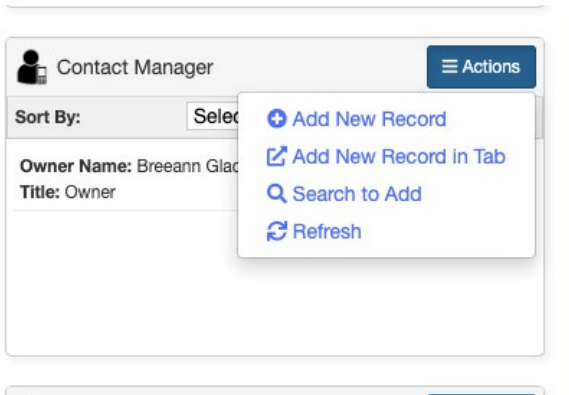 Contact Manager
Actions
Sort By:
Add New Record
Add New Record in Tab
Owner Name: Breeann
Title: Owner
Search to Add
Refresh